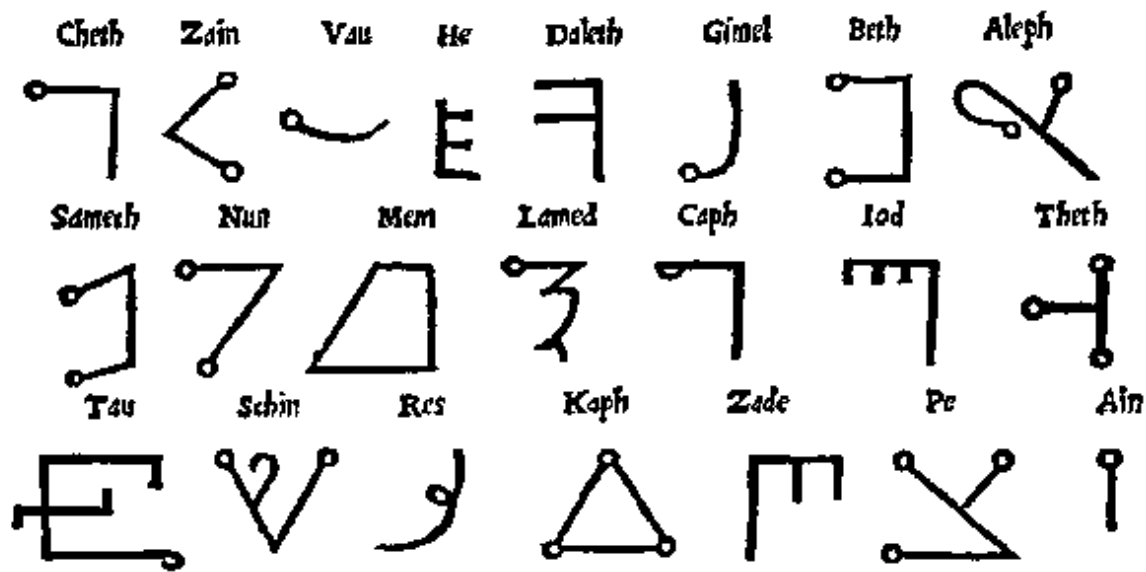 Cheth Zain Vau He Daleth Gimel Beth Aleph
Samech Nun Mem Lamed Caph Iod Theth
Tau Schin Res Kaph Zade Pe Ain